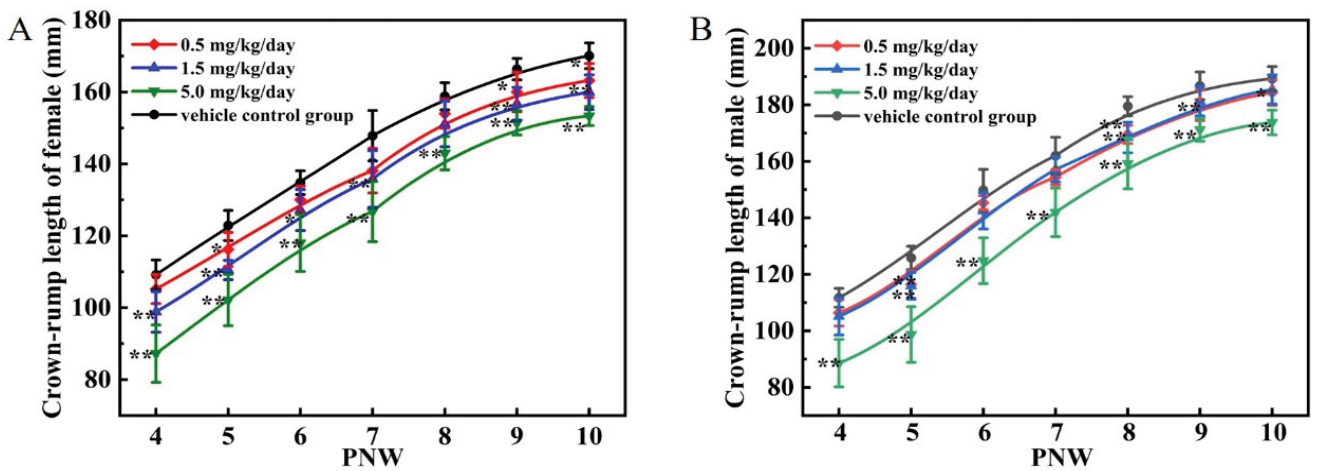 A
Crown-rump length of female (mm)
180
160
140
120
100
80
0.5 mg/kg/day
1.5 mg/kg/day
5.0 mg/kg/day
vehicle control group
*
*
**
**
*
**
**
**
**
**
*
**
*
**
**
**
**
**
4 5 6 7 8 9 10
PNW
B
Crown-rump length of male (mm)
200
180
160
140
120
100
80
0.5 mg/kg/day
1.5 mg/kg/day
5.0 mg/kg/day
vehicle control group
**
*
**
**
**
**
**
**
**
**
**
**
**
4 5 6 7 8 9 10
PNW